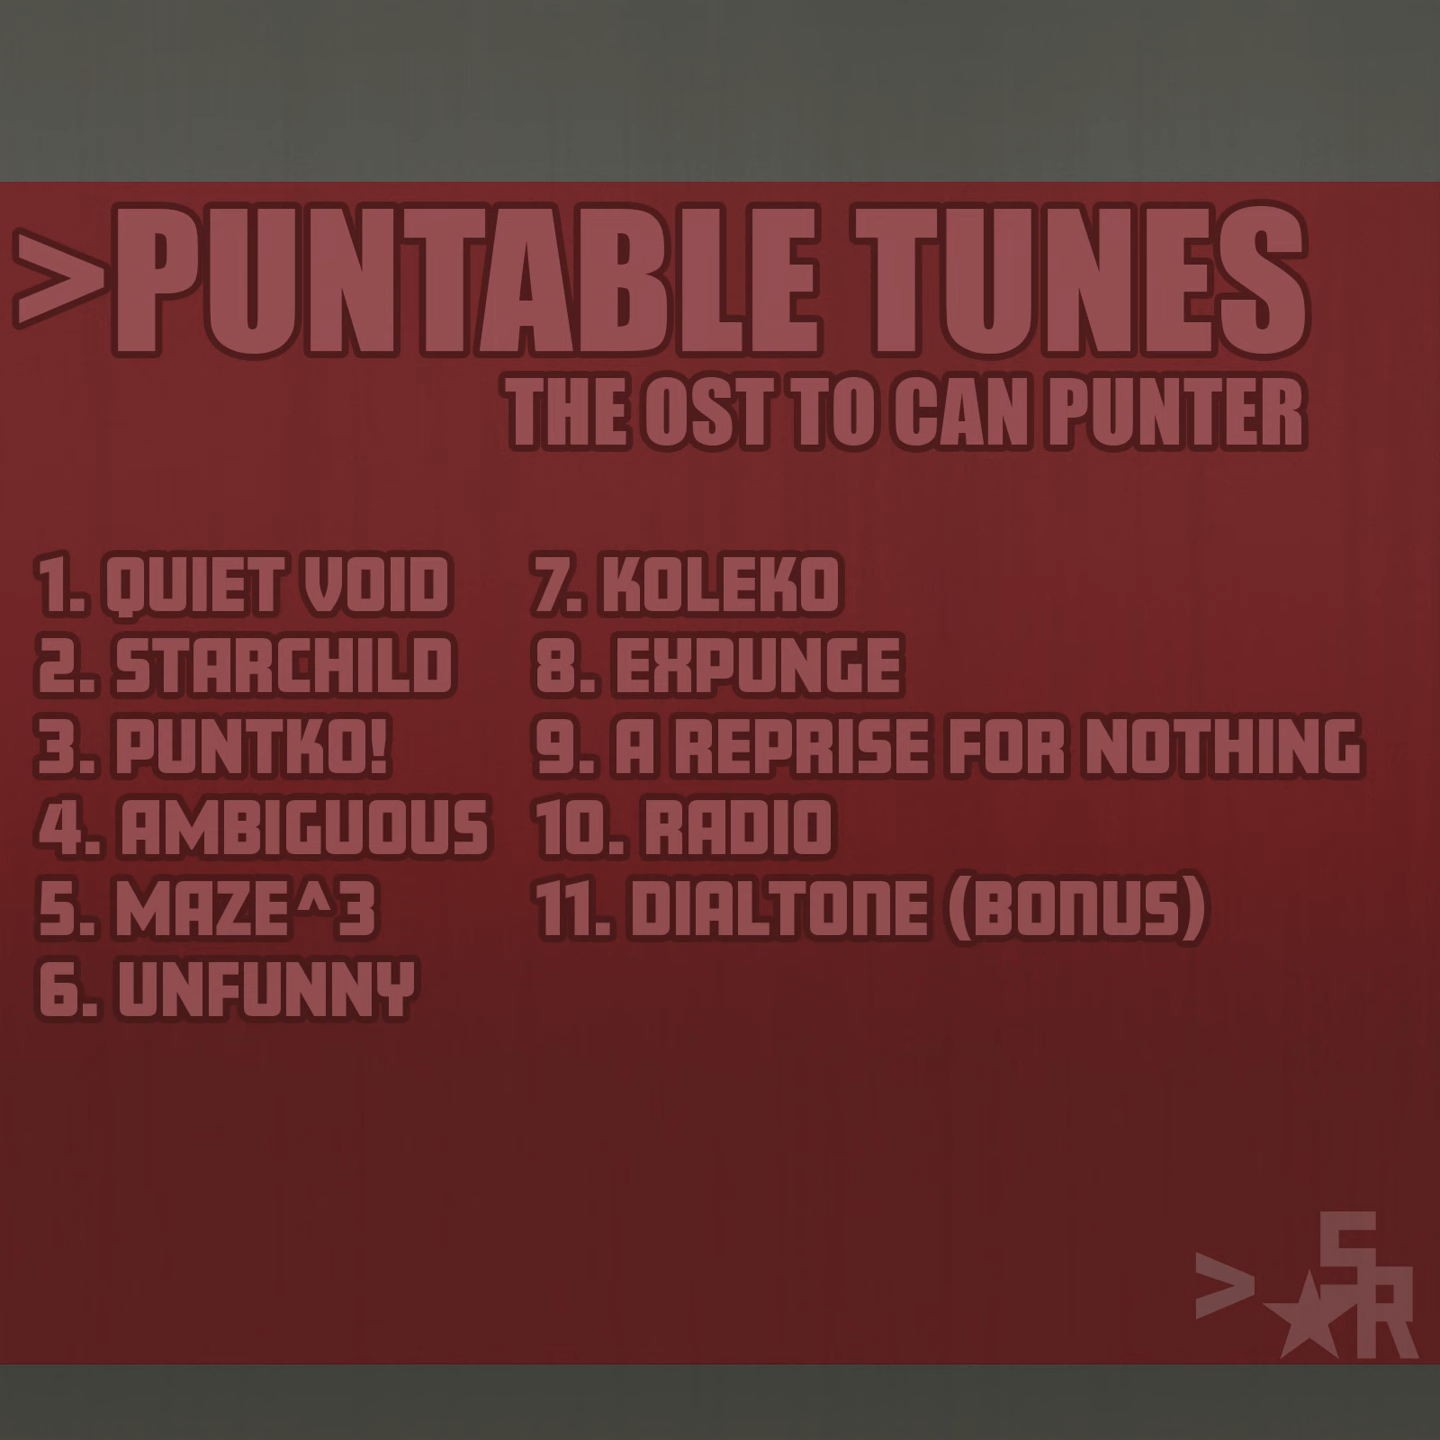 >PUNTABLE TUNES
THE OST TO CAN PUNTER
1. QUIET VOID
2. STARCHILD
3. PUNTKO!
4. AMBIGUOUS
5. MAZE^3
6. UNFUNNY
7. KOLEKO
8. EXPUNGE
9. A REPRISE FOR NOTHING
10. RADIO
11. DIALTONE (BONUS)
>★SR